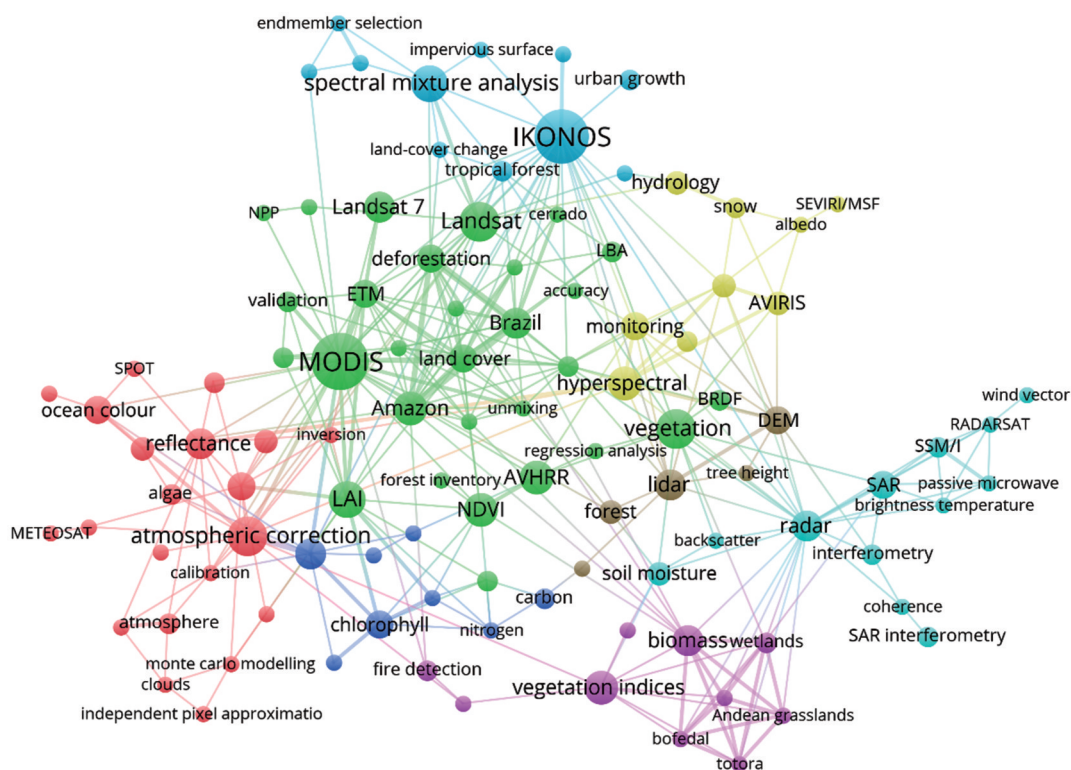 endmember selection
impervious surface
spectral mixture analysis
urban growth
IKONOS
land-cover change
tropical forest
hydrology
NPP
Landsat 7
Landsat
cerrado
snow
SEVIRI/MSF
albedo
deforestation
LBA
validation
ETM
accuracy
AVIRIS
Brazil
monitoring
MODIS
land cover
SPOT
hyperspectral
ocean colour
Amazon
unmixing
BRDF
DEM
wind vector
reflectance
inversion
vegetation
RADARSAT
regression analysis
SSM/I
algae
forest inventory
AVHRR
lidar
tree height
SAR
passive microwave
LAI
NDVI
forest
brightness temperature
METEOSAT
atmospheric correction
radar
backscatter
interferometry
calibration
soil moisture
carbon
coherence
atmosphere
chlorophyll
nitrogen
SAR interferometry
biomass
wetlands
monte carlo modelling
fire detection
clouds
vegetation indices
independent pixel approximatio
Andean grasslands
bofedal
totora